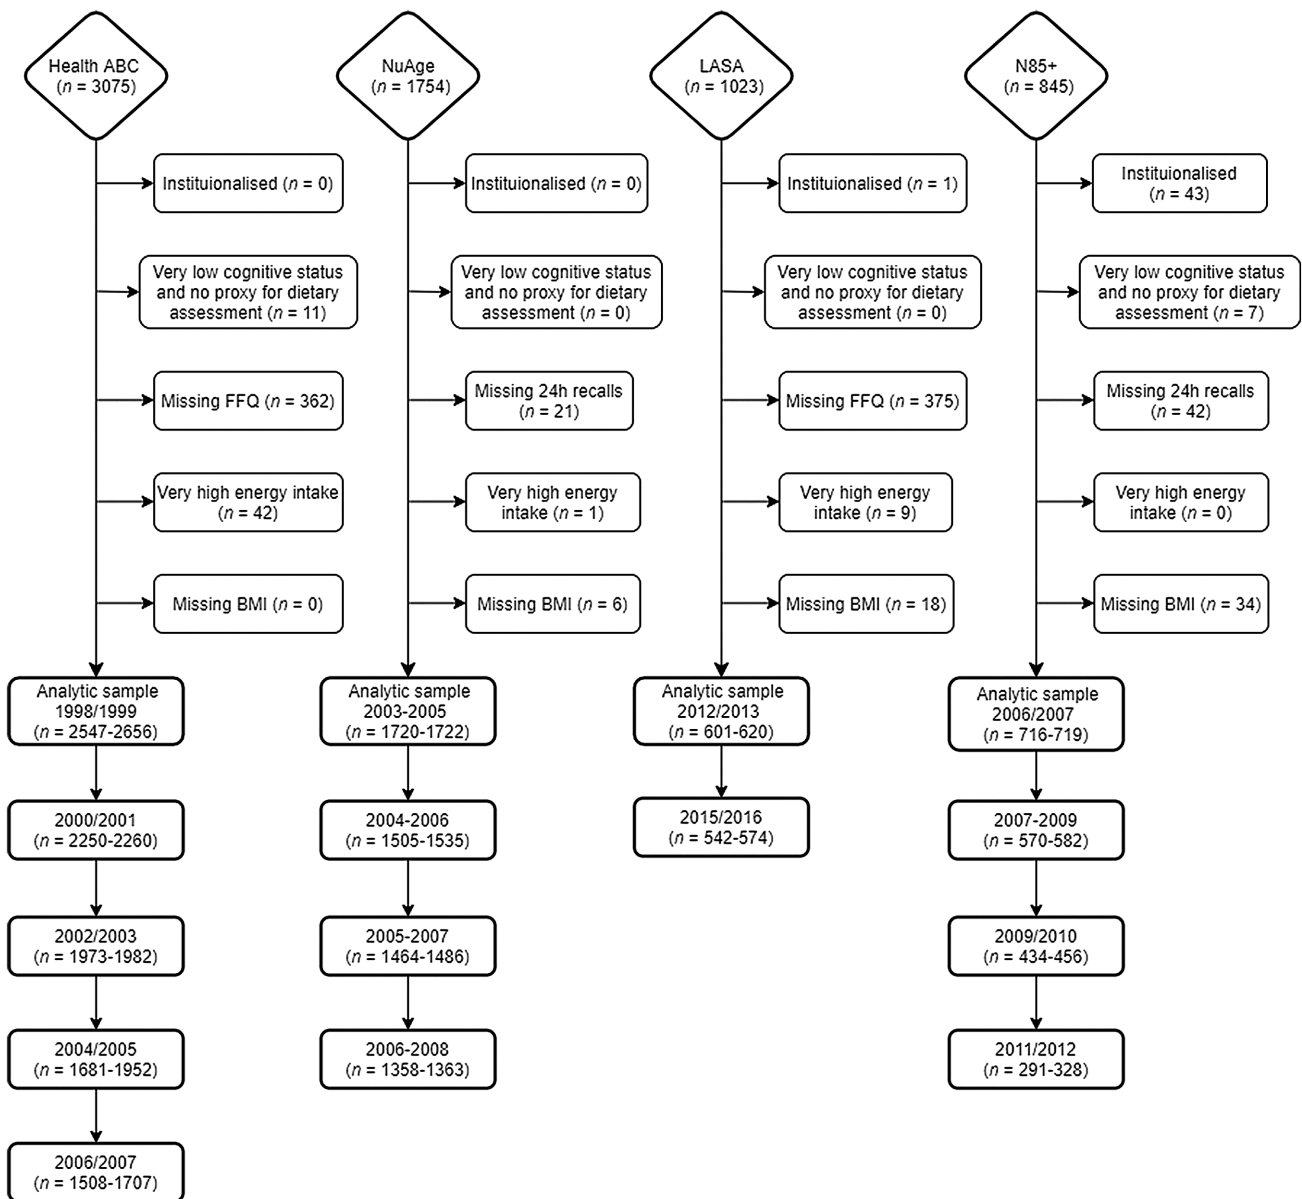 Health ABC
(n = 3075)
Instituionalised (n = 0)
Very low cognitive status
and no proxy for dietary
assessment (n = 11)
Missing FFQ (n = 362)
Very high energy intake
(n = 42)
Missing BMI (n = 0)
Analytic sample
1998/1999
(n = 2547-2656)
2000/2001
(n = 2250-2260)
2002/2003
(n = 1973-1982)
2004/2005
(n = 1681-1952)
2006/2007
(n = 1508-1707)
NuAge
(n = 1754)
Instituionalised (n = 0)
Very low cognitive status
and no proxy for dietary
assessment (n = 0)
Missing 24h recalls
(n = 21)
Very high energy
intake (n = 1)
Missing BMI (n = 6)
Analytic sample
2003-2005
(n = 1720-1722)
2004-2006
(n = 1505-1535)
2005-2007
(n = 1464-1486)
2006-2008
(n = 1358-1363)
LASA
(n = 1023)
Instituionalised (n = 1)
Very low cognitive status
and no proxy for dietary
assessment (n = 0)
Missing FFQ (n = 375)
Very high energy
intake (n = 9)
Missing BMI (n = 18)
Analytic sample
2012/2013
(n = 601-620)
2015/2016
(n = 542-574)
N85+
(n = 845)
Instituionalised
(n = 43)
Very low cognitive status
and no proxy for dietary
assessment (n = 7)
Missing 24h recalls
(n = 42)
Very high energy
intake (n = 0)
Missing BMI (n = 34)
Analytic sample
2006/2007
(n = 716-719)
2007-2009
(n = 570-582)
2009/2010
(n = 434-456)
2011/2012
(n = 291-328)